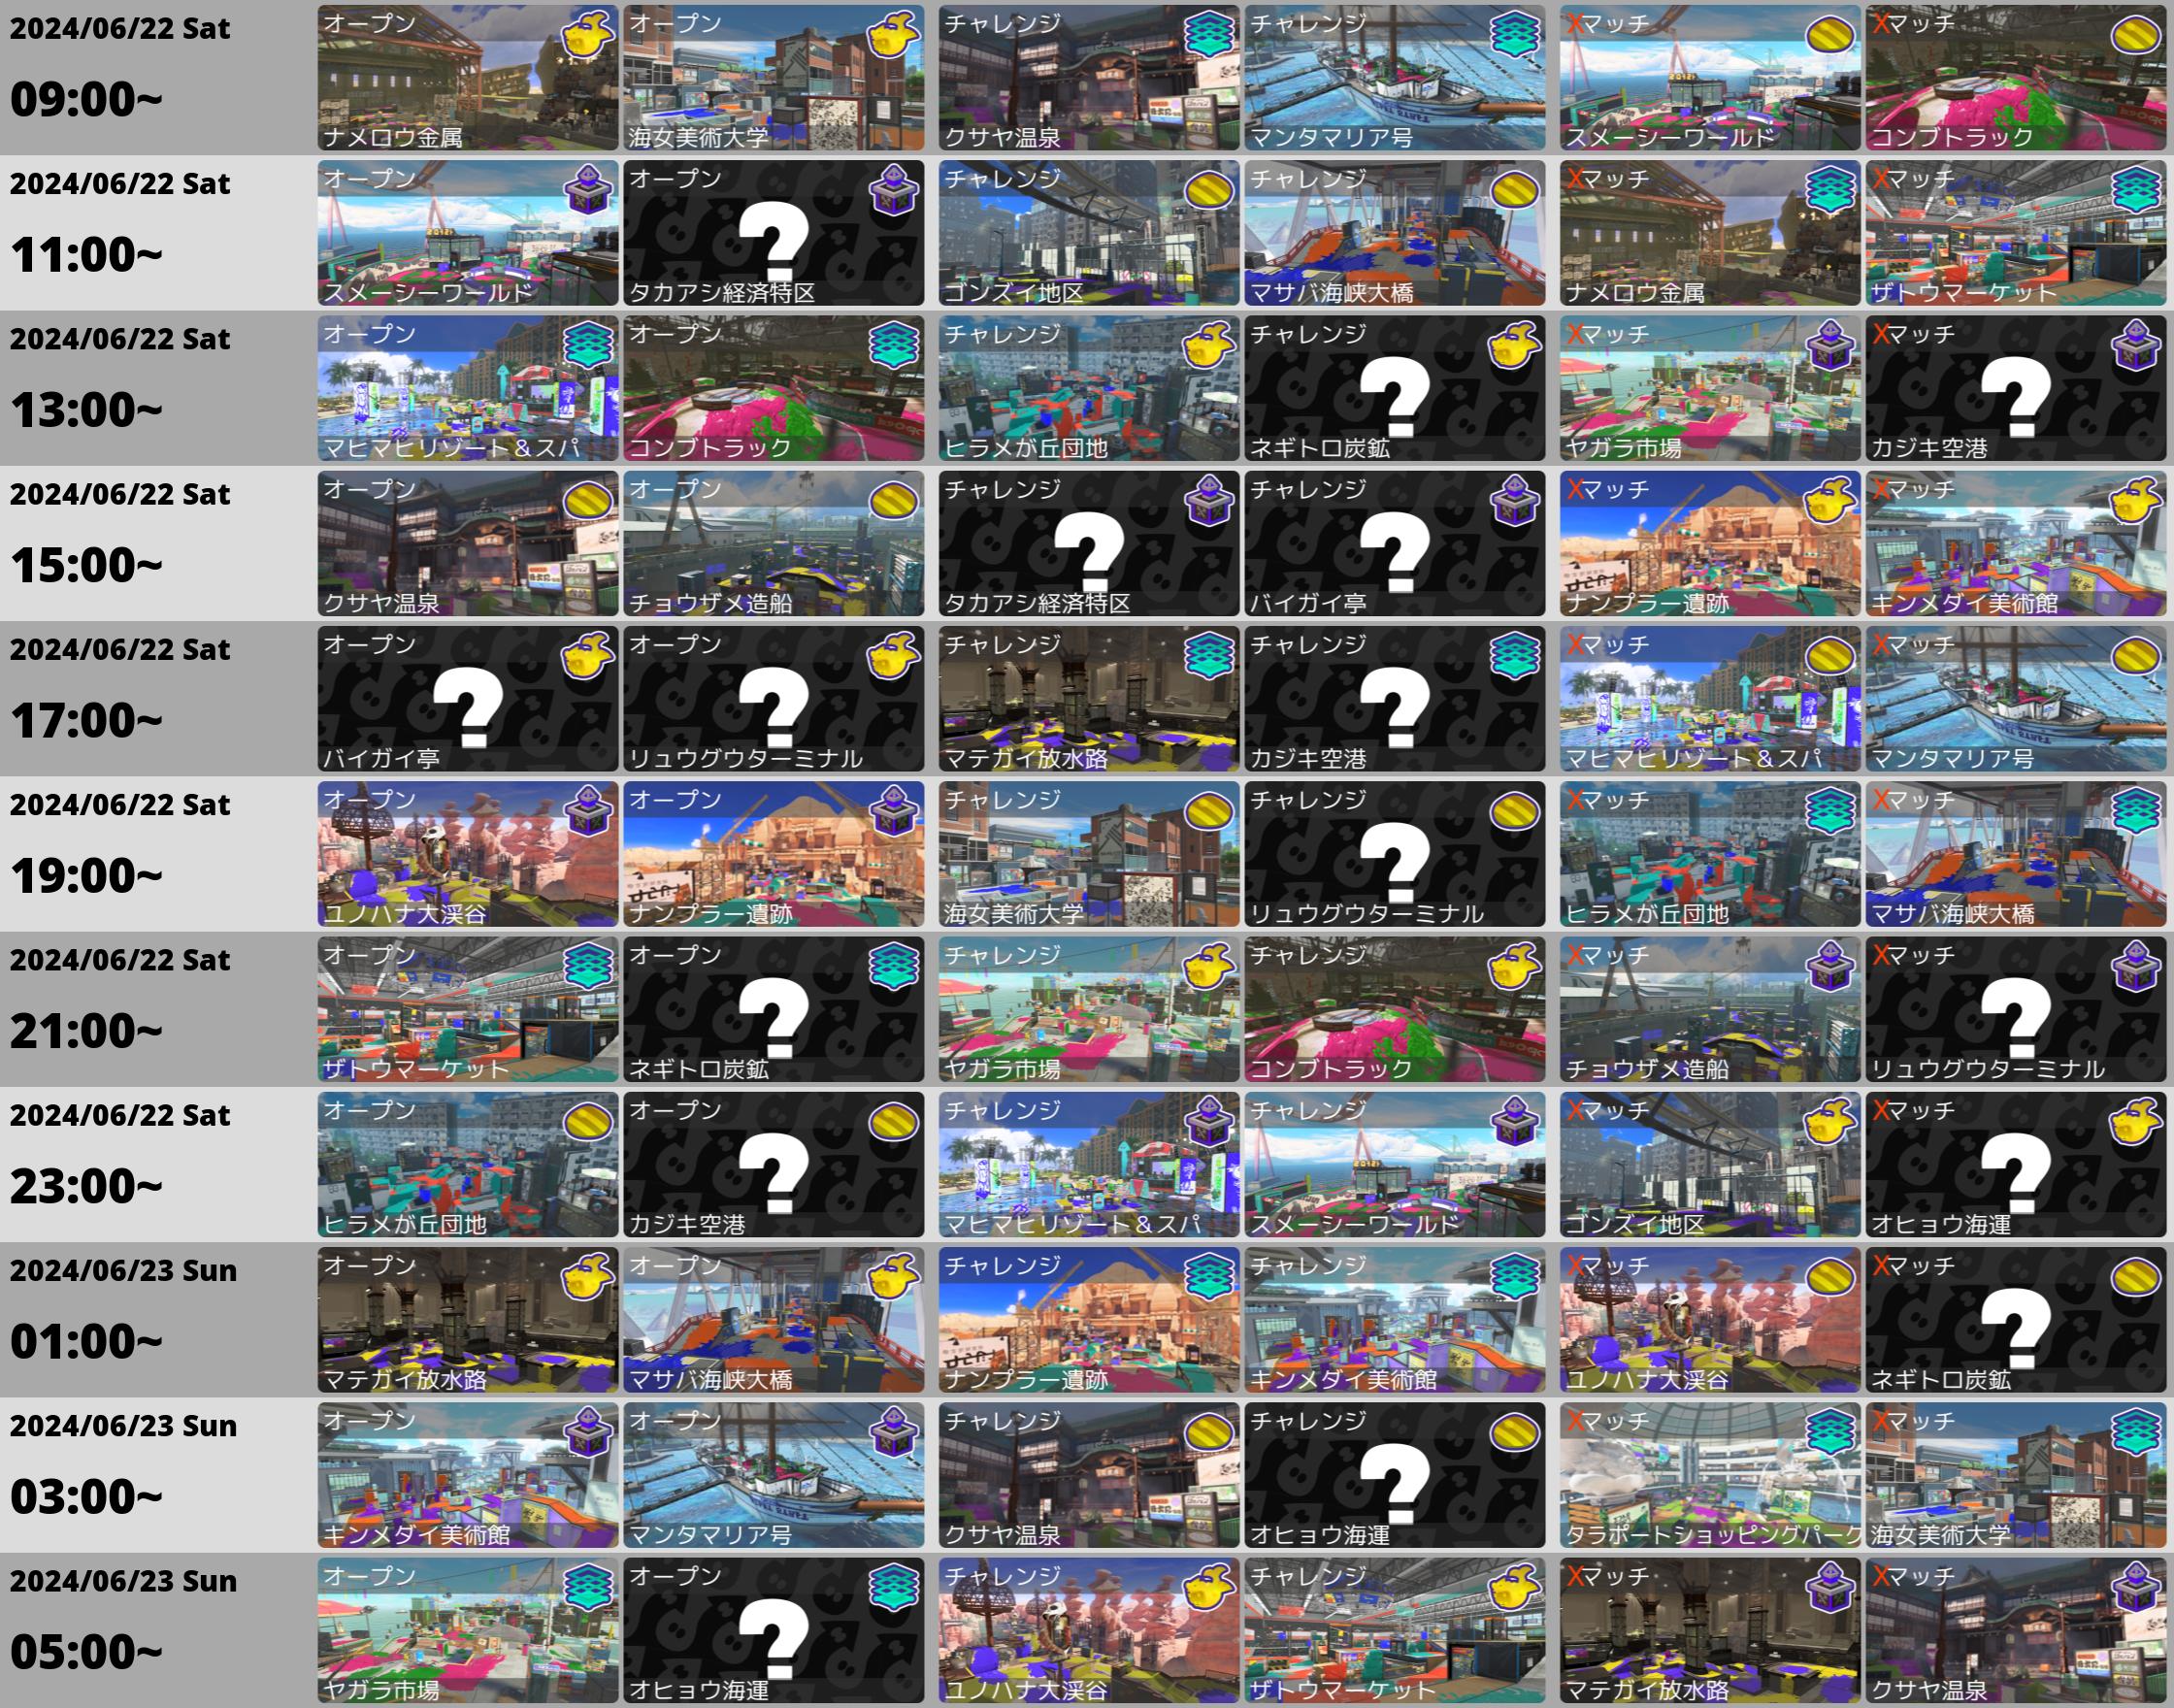 2024/06/22 Sat
09:00~
オープン
ナメロウ金属
オープン
海女美術大学
チャレンジ
クサヤ温泉
チャレンジ
マンタマリア号
Xマッチ
スメーシーワールド
Xマッチ
コンブトラック
2024/06/22 Sat
11:00~
オープン
スメーシーワールド
オープン
?
タカアシ経済特区
チャレンジ
ゴンズイ地区
チャレンジ
マサバ海峡大橋
Xマッチ
ナメロウ金属
Xマッチ
ザトウマーケット
2024/06/22 Sat
13:00~
オープン
マヒマヒリゾート&スパ
オープン
コンブトラック
チャレンジ
ヒラメが丘団地
チャレンジ
?
ネギトロ炭鉱
Xマッチ
ヤガラ市場
Xマッチ
?
カジキ空港
2024/06/22 Sat
15:00~
オープン
クサヤ温泉
オープン
チョウザメ造船
チャレンジ
?
タカアシ経済特区
チャレンジ
?
バイガイ亭
Xマッチ
ナンプラー遺跡
Xマッチ
キンメダイ美術館
2024/06/22 Sat
17:00~
オープン
?
バイガイ亭
オープン
?
リュウグウターミナル
チャレンジ
マテガイ放水路
チャレンジ
?
カジキ空港
Xマッチ
マヒマヒリゾート&スパ
Xマッチ
マンタマリア号
2024/06/22 Sat
19:00~
オープン
ユノハナ大渓谷
オープン
ナンプラー遺跡
チャレンジ
海女美術大学
チャレンジ
?
リュウグウターミナル
Xマッチ
ヒラメが丘団地
Xマッチ
マサバ海峡大橋
2024/06/22 Sat
21:00~
オープン
ザトウマーケット
オープン
?
ネギトロ炭鉱
チャレンジ
ヤガラ市場
チャレンジ
コンブトラック
Xマッチ
チョウザメ造船
Xマッチ
?
リュウグウターミナル
2024/06/22 Sat
23:00~
オープン
ヒラメが丘団地
オープン
?
カジキ空港
チャレンジ
マヒマヒリゾート&スパ
チャレンジ
スメーシーワールド
Xマッチ
ゴンズイ地区
Xマッチ
?
オヒョウ海運
2024/06/23 Sun
01:00~
オープン
マテガイ放水路
オープン
マサバ海峡大橋
チャレンジ
ナンプラー遺跡
チャレンジ
キンメダイ美術館
Xマッチ
ユノハナ大渓谷
Xマッチ
?
ネギトロ炭鉱
2024/06/23 Sun
03:00~
オープン
キンメダイ美術館
オープン
マンタマリア号
チャレンジ
クサヤ温泉
チャレンジ
?
オヒョウ海運
Xマッチ
タラポートショッピングパーク
Xマッチ
海女美術大学
2024/06/23 Sun
05:00~
オープン
ヤガラ市場
オープン
?
オヒョウ海運
チャレンジ
ユノハナ大渓谷
チャレンジ
ザトウマーケット
Xマッチ
マテガイ放水路
Xマッチ
クサヤ温泉